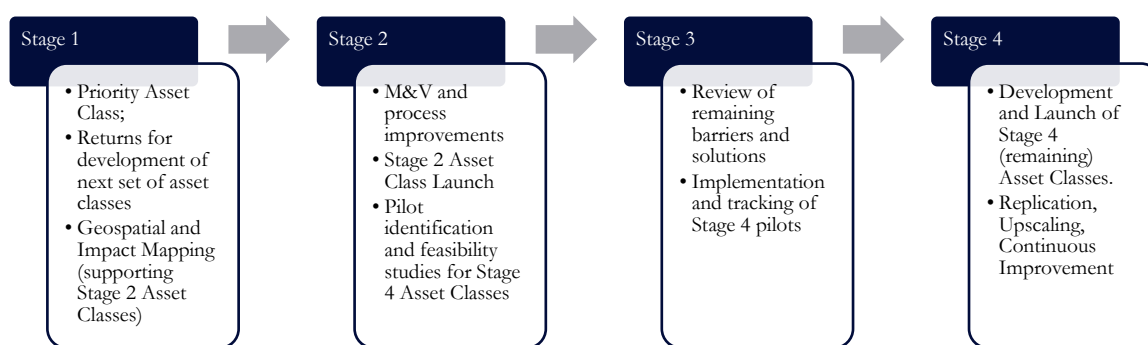 Stage 1
• Priority Asset
Class;
• Returns for
development of
next set of asset
classes
• Geospatial and
Impact Mapping
(supporting
Stage 2 Asset
Classes)
Stage 2
• M&V and
process
improvements
• Stage 2 Asset
Class Launch
• Pilot
identification
and feasibility
studies for Stage
4 Asset Classes
Stage 3
• Review of
remaining
barriers and
solutions
• Implementation
and tracking of
Stage 4 pilots
Stage 4
• Development
and Launch of
Stage 4
(remaining)
Asset Classes.
• Replication,
Upscaling,
Continuous
Improvement